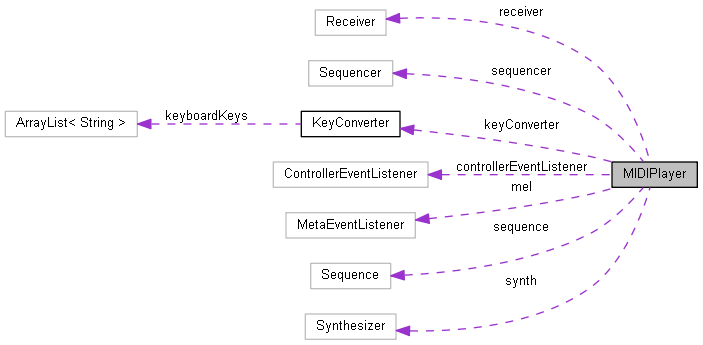 receiver
Receiver
sequencer
Sequencer
keyboardKeys
keyConverter
ArrayList< String >
KeyConverter
controllerEventListener
ControllerEventListener
MIDIPlayer
mel
MetaEventListener
sequence
Sequence
synth
Synthesizer